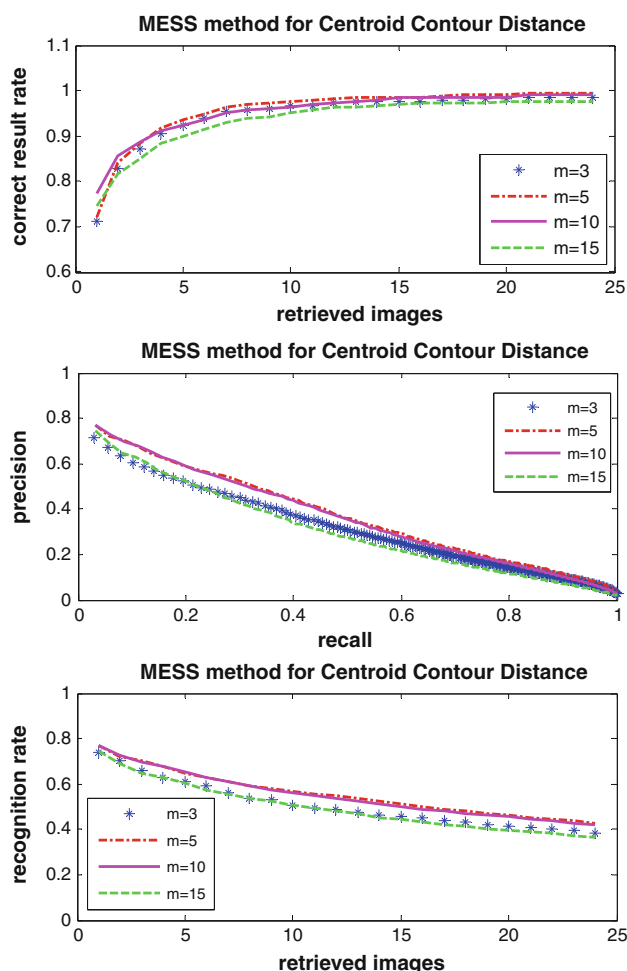 MESS method for Centroid Contour Distance
1.1
1
0.9
0.8
0.7
0.6
correct result rate
m=3
m=5
m=10
m=15
0 5 10 15 20 25
retrieved images
MESS method for Centroid Contour Distance
1
0.8
0.6
0.4
0.2
0
precision
m=3
m=5
m=10
m=15
0 0.2 0.4 0.6 0.8 1
recall
MESS method for Centroid Contour Distance
1
0.8
0.6
0.4
0.2
0
recognition rate
m=3
m=5
m=10
m=15
0 5 10 15 20 25
retrieved images